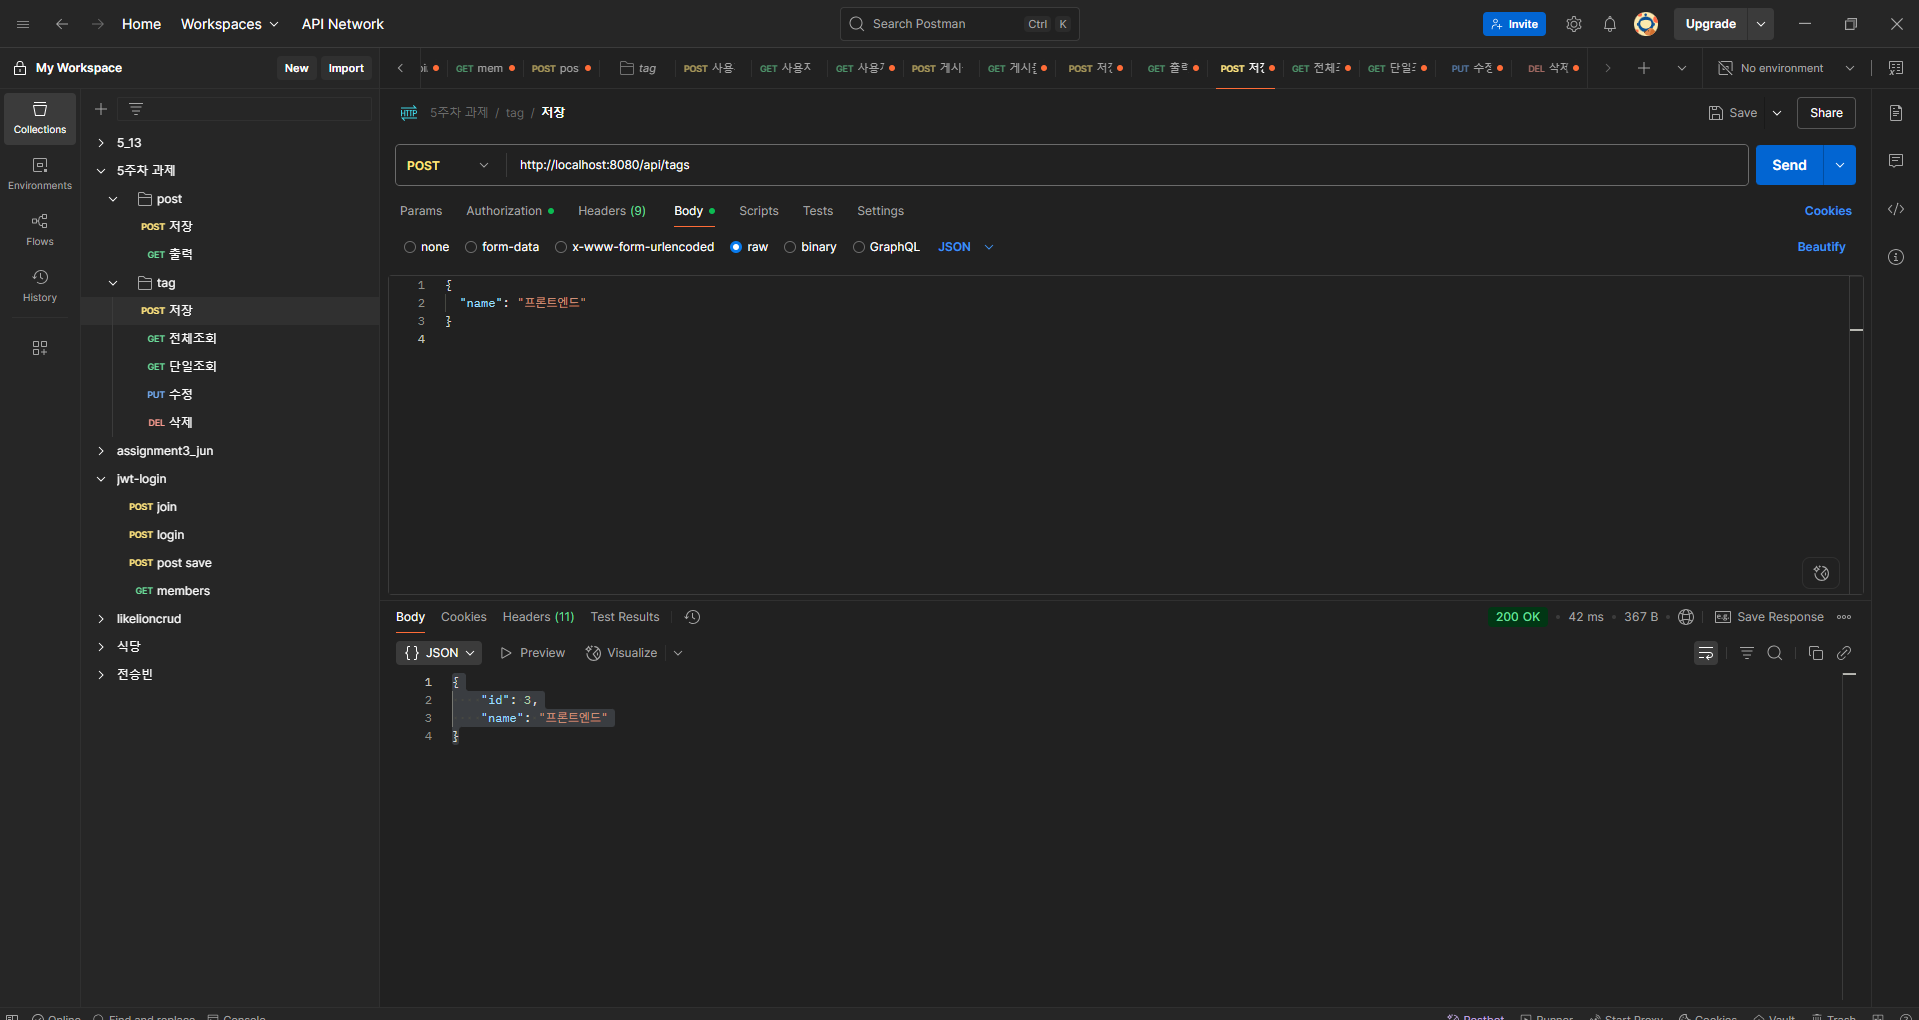 Home Workspaces API Network Search Postman Ctrl K Invite Upgrade
My Workspace New Import GET mem POST pos tag POST 사용 GET 사용자 GET POST 게시 GET POST 저장 GET 출력 POST 저장 GET 전체조 GET 단일조 PUT 수정 DEL 삭제 No environment
Collections
Environments
Flows
History
5_13
5주차 과제
post
POST 저장
GET 출력
tag
POST 저장
GET 전체조회
GET 단일조회
PUT 수정
DEL 삭제
assignment3_jun
jwt-login
POST join
POST login
POST post save
GET members
likelioncrud
식당
전승빈
HTTP 5주차 과제 / tag / 저장 Save Share
POST http://localhost:8080/api/tags Send
Params Authorization Headers (9) Body Scripts Tests Settings Cookies
none form-data x-www-form-urlencoded raw binary GraphQL JSON Beautify
1 {
2 "name": "프론트엔드"
3 }
4
Body Cookies Headers (11) Test Results 200 OK 42 ms 367 B e.g. Save Response
{} JSON Preview Visualize
1 {
2 "id": 3,
3 "name": "프론트엔드"
4 }
Online Find and replace Console Postbot Runner Start Proxy Cookies Vault Trash